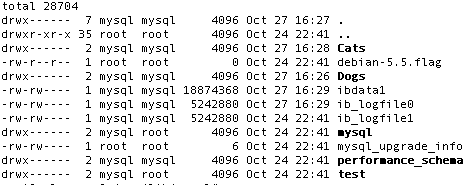 total 28704
drwx------  7 mysql mysql     4096 Oct 27 16:27 .
drwxr-xr-x 35 root  root      4096 Oct 24 22:41 ..
drwx------  2 mysql mysql     4096 Oct 27 16:28 Cats
-rw-r--r--  1 root  root         0 Oct 24 22:41 debian-5.5.flag
drwx------  2 mysql mysql     4096 Oct 27 16:29 Dogs
-rw-rw----  1 mysql mysql 18874368 Oct 27 16:29 ibdata1
-rw-rw----  1 mysql mysql  5242880 Oct 27 16:29 ib_logfile0
-rw-rw----  1 mysql mysql  5242880 Oct 24 22:41 ib_logfile1
drwx------  2 mysql root      4096 Oct 24 22:41 mysql
-rw-rw----  1 root  root         6 Oct 24 22:41 mysql_upgrade_info
drwx------  2 mysql mysql     4096 Oct 24 22:41 performance_schema
drwx------  2 mysql root      4096 Oct 24 22:41 test